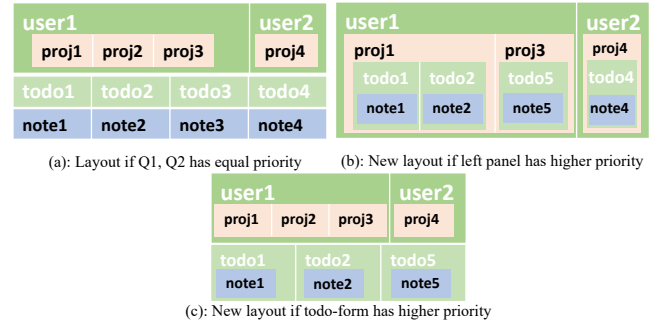 user1 user2
proj1 proj2 proj3 proj4
todo1 todo2 todo3 todo4
note1 note2 note3 note4
(a): Layout if Q1, Q2 has equal priority
user1 user2
proj1 proj3 proj4
todo1 todo2 todo5 todo4
note1 note2 note5 note4
(b): New layout if left panel has higher priority
user1 user2
proj1 proj2 proj3 proj4
todo1 todo2 todo5
note1 note2 note5
(c): New layout if todo-form has higher priority